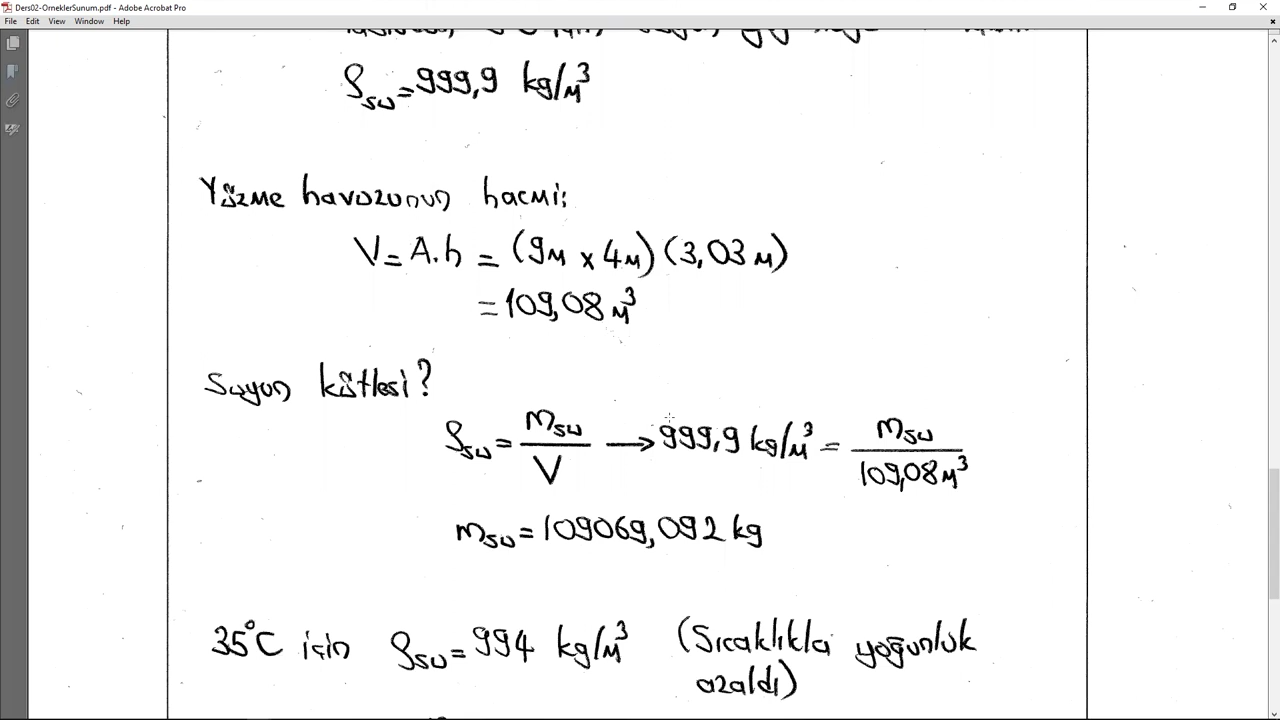 Ders02-OrneklerSunum.pdf - Adobe Acrobat Pro
File Edit View Window Help
ρsu = 999,9 kg/m³
Yüzme havuzunun hacmi:
V = A.h = (9m x 4m) (3,03 m)
= 109,08 m³
Suyun kütlesi?
ρsu = msu / V → 999,9 kg/m³ = msu / 109,08 m³
msu = 109069,092 kg
35°C için ρsu = 994 kg/m³ (Sıcaklıkla yoğunluk
azaldı)